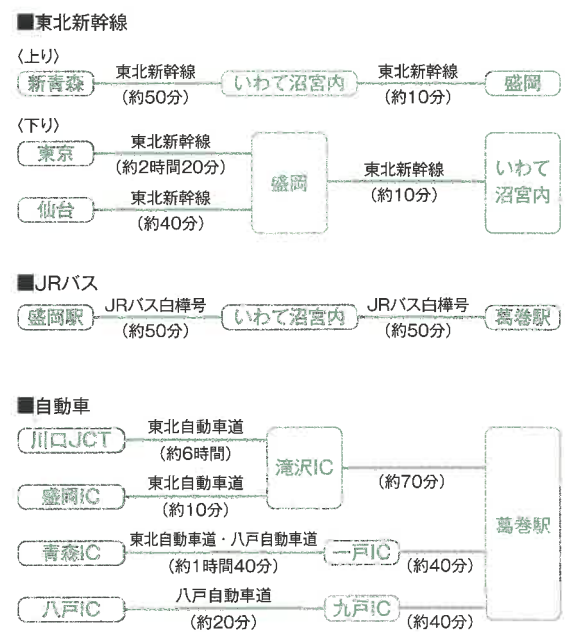 ■東北新幹線
〈上り〉
新青森 東北新幹線 (約50分) いわて沼宮内 東北新幹線 (約10分) 盛岡
〈下り〉
東京 東北新幹線 (約2時間20分)
仙台 東北新幹線 (約40分)
盛岡 東北新幹線 (約10分) いわて沼宮内
■JRバス
盛岡駅 JRバス白樺号 (約50分) いわて沼宮内 JRバス白樺号 (約50分) 葛巻駅
■自動車
川口JCT 東北自動車道 (約6時間)
盛岡IC 東北自動車道 (約10分)
滝沢IC (約70分)
青森IC 東北自動車道・八戸自動車道 (約1時間40分) 一戸IC (約40分)
八戸IC 八戸自動車道 (約20分) 九戸IC (約40分)
葛巻駅